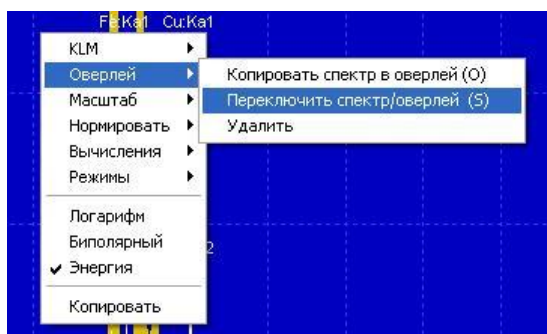 Fe:Ka1 Cu:Ka1
KLM
Оверлей
Копировать спектр в оверлей (O)
Масштаб
Переключить спектр/оверлей (S)
Нормировать
Удалить
Вычисления
Режимы
Логарифм
Биполярный
2
Энергия
Копировать